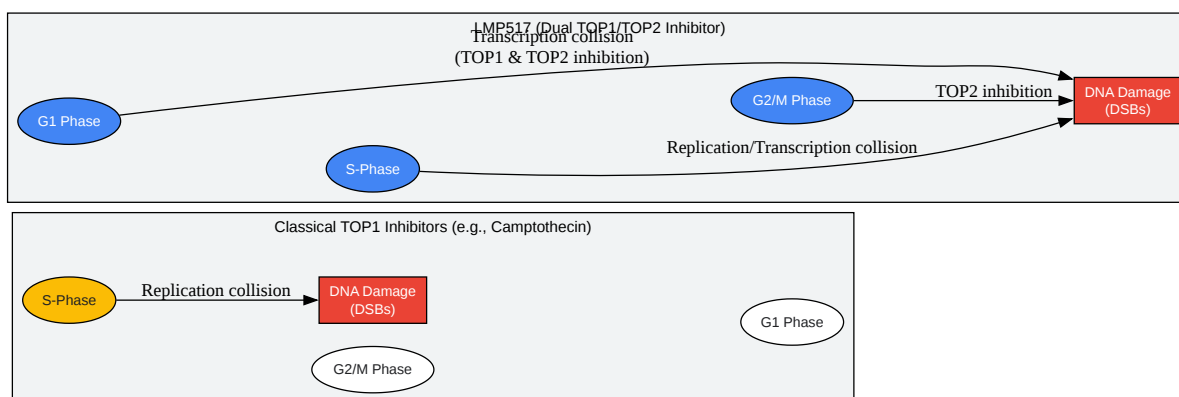 LMP517 (Dual TOP1/TOP2 Inhibitor)
Transcription collision
(TOP1 & TOP2 inhibition)
G1 Phase
G2/M Phase
TOP2 inhibition
DNA Damage
(DSBs)
S-Phase
Replication/Transcription collision
Classical TOP1 Inhibitors (e.g., Camptothecin)
S-Phase
Replication collision
DNA Damage
(DSBs)
G1 Phase
G2/M Phase